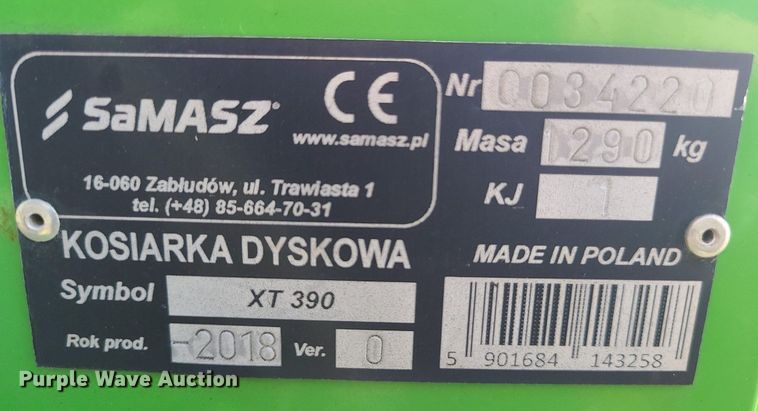 SaMASZ®
CE
www.samasz.pl
16-060 Zabłudów, ul. Trawiasta 1
tel. (+48) 85-664-70-31
Nr 0034220
Masa 1290 kg
KJ 1
KOSIARKA DYSKOWA
MADE IN POLAND
Symbol XT 390
Rok prod. -2018 Ver. 0
5 901684 143258
Purple Wave Auction